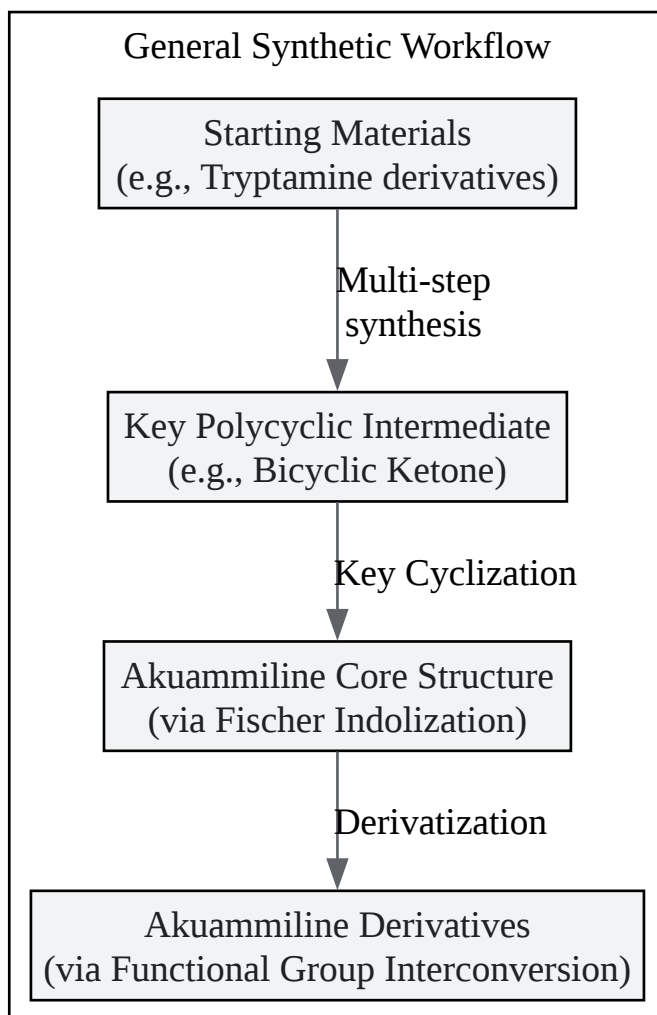 General Synthetic Workflow
Starting Materials
(e.g., Tryptamine derivatives)
Multi-step
synthesis
Key Polycyclic Intermediate
(e.g., Bicyclic Ketone)
Key Cyclization
Akuammiline Core Structure
(via Fischer Indolization)
Derivatization
Akuammiline Derivatives
(via Functional Group Interconversion)